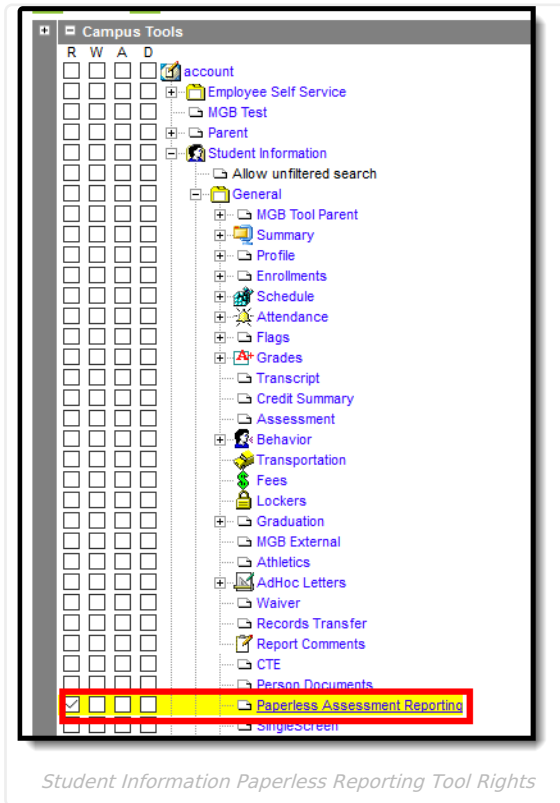 Campus Tools
R W A D
account
Employee Self Service
MGB Test
Parent
Student Information
Allow unfiltered search
General
MGB Tool Parent
Summary
Profile
Enrollments
Schedule
Attendance
Flags
Grades
Transcript
Credit Summary
Assessment
Behavior
Transportation
Fees
Lockers
Graduation
MGB External
Athletics
AdHoc Letters
Waiver
Records Transfer
Report Comments
CTE
Person Documents
Paperless Assessment Reporting
SingleScreen
Student Information Paperless Reporting Tool Rights